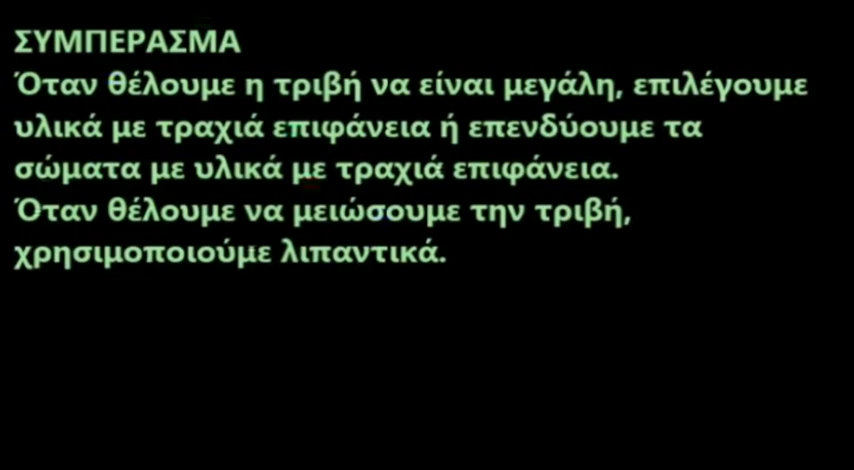 ΣΥΜΠΕΡΑΣΜΑ
Όταν θέλουμε η τριβή να είναι μεγάλη, επιλέγουμε
υλικά με τραχιά επιφάνεια ή επενδύουμε τα
σώματα με υλικά με τραχιά επιφάνεια.
Όταν θέλουμε να μειώσουμε την τριβή,
χρησιμοποιούμε λιπαντικά.